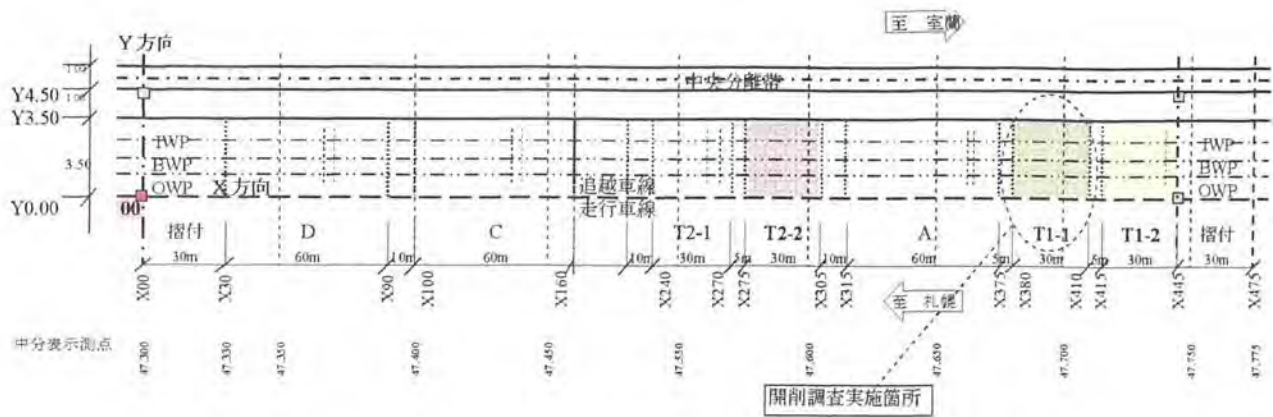 至 室蘭
Y方向
1.00
中央分離帯
Y4.50
1.00
Y3.50
3.50
IWP
IWP
BWP
BWP
OWP
X方向
追越車線
OWP
Y0.00
00
走行車線
摺付
D
C
T2-1
T2-2
A
T1-1
T1-2
摺付
30m
60m
10m
60m
10m
30m
5m
30m
10m
60m
5m
30m
5m
30m
30m
至 札幌
X00
X30
X90
X100
X160
X240
X270
X275
X305
X315
X375
X380
X410
X415
X445
X475
中分表示測点
47.300
47.330
47.350
47.400
47.450
47.550
47.600
47.650
47.700
47.750
47.775
開削調査実施箇所